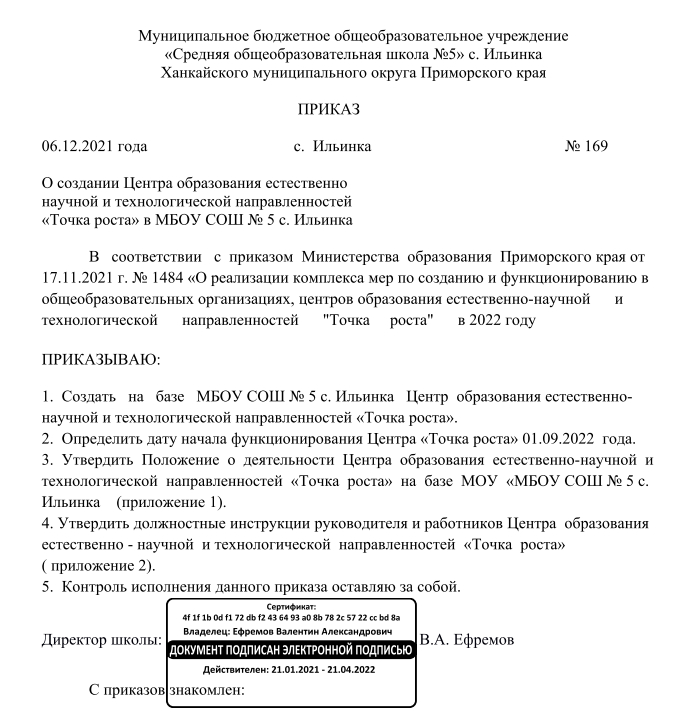 Муниципальное бюджетное общеобразовательное учреждение
«Средняя общеобразовательная школа №5» с. Ильинка
Ханкайского муниципального округа Приморского края
ПРИКАЗ
06.12.2021 года с. Ильинка № 169
О создании Центра образования естественно
научной и технологической направленностей
«Точка роста» в МБОУ СОШ № 5 с. Ильинка
В соответствии с приказом Министерства образования Приморского края от
17.11.2021 г. № 1484 «О реализации комплекса мер по созданию и функционированию в
общеобразовательных организациях, центров образования естественно-научной и
технологической направленностей "Точка роста" в 2022 году
ПРИКАЗЫВАЮ:
1. Создать на базе МБОУ СОШ № 5 с. Ильинка Центр образования естественно-
научной и технологической направленностей «Точка роста».
2. Определить дату начала функционирования Центра «Точка роста» 01.09.2022 года.
3. Утвердить Положение о деятельности Центра образования естественно-научной и
технологической направленностей «Точка роста» на базе МОУ «МБОУ СОШ № 5 с.
Ильинка (приложение 1).
4. Утвердить должностные инструкции руководителя и работников Центра образования
естественно - научной и технологической направленностей «Точка роста»
( приложение 2).
5. Контроль исполнения данного приказа оставляю за собой.
Сертификат:
4f 1f 1b 0d f1 72 db f2 43 64 93 a0 8b 78 2c 57 22 cc bd 8a
Владелец: Ефремов Валентин Александрович
Директор школы: ДОКУМЕНТ ПОДПИСАН ЭЛЕКТРОННОЙ ПОДПИСЬЮ В.А. Ефремов
Действителен: 21.01.2021 - 21.04.2022
С приказов знакомлен: